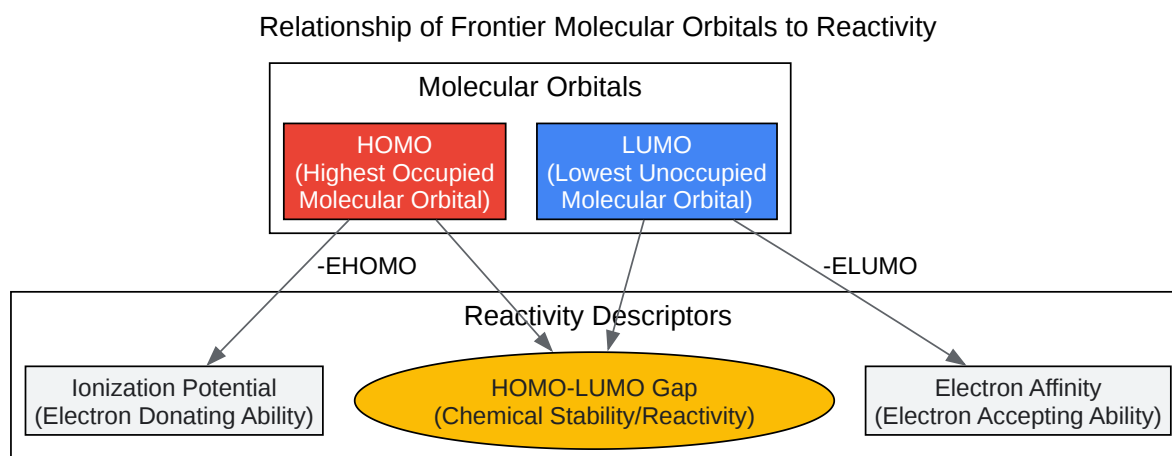 Relationship of Frontier Molecular Orbitals to Reactivity
Molecular Orbitals
HOMO
(Highest Occupied
Molecular Orbital)
LUMO
(Lowest Unoccupied
Molecular Orbital)
-EHOMO
-ELUMO
Reactivity Descriptors
Ionization Potential
(Electron Donating Ability)
HOMO-LUMO Gap
(Chemical Stability/Reactivity)
Electron Affinity
(Electron Accepting Ability)